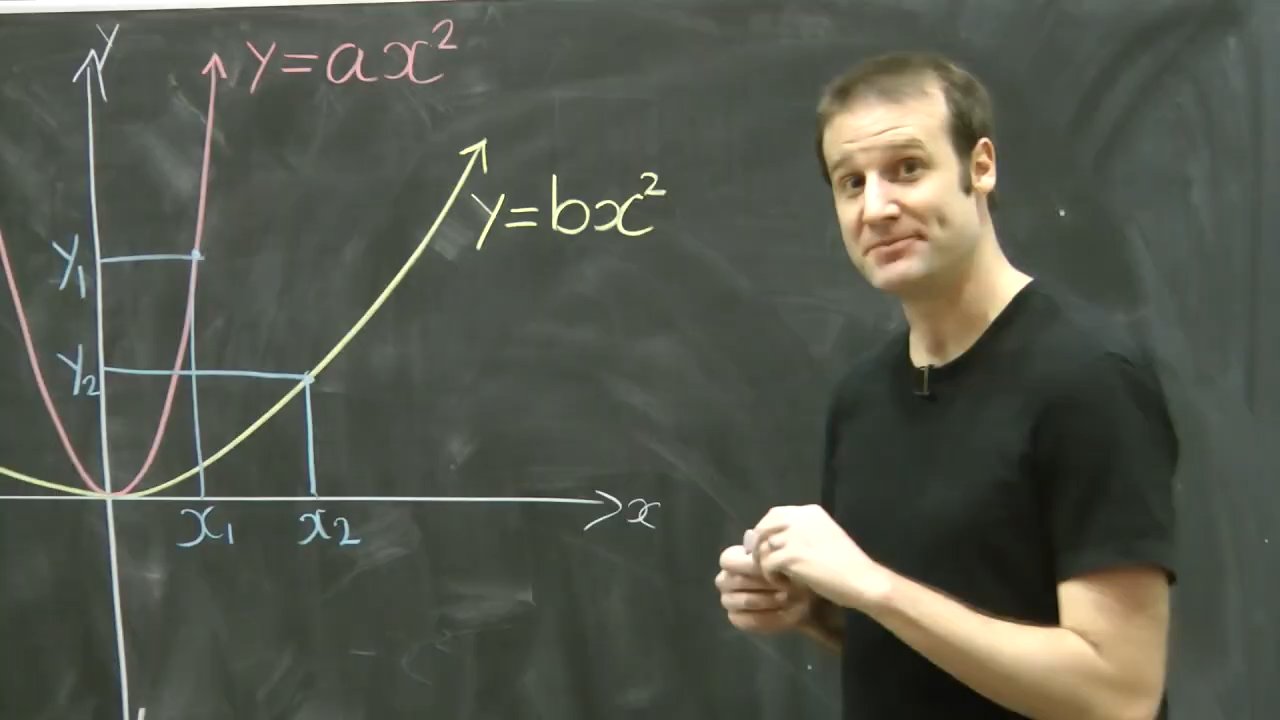 y
y=ax²
y=bx²
y₁
y₂
x₁ x₂
x